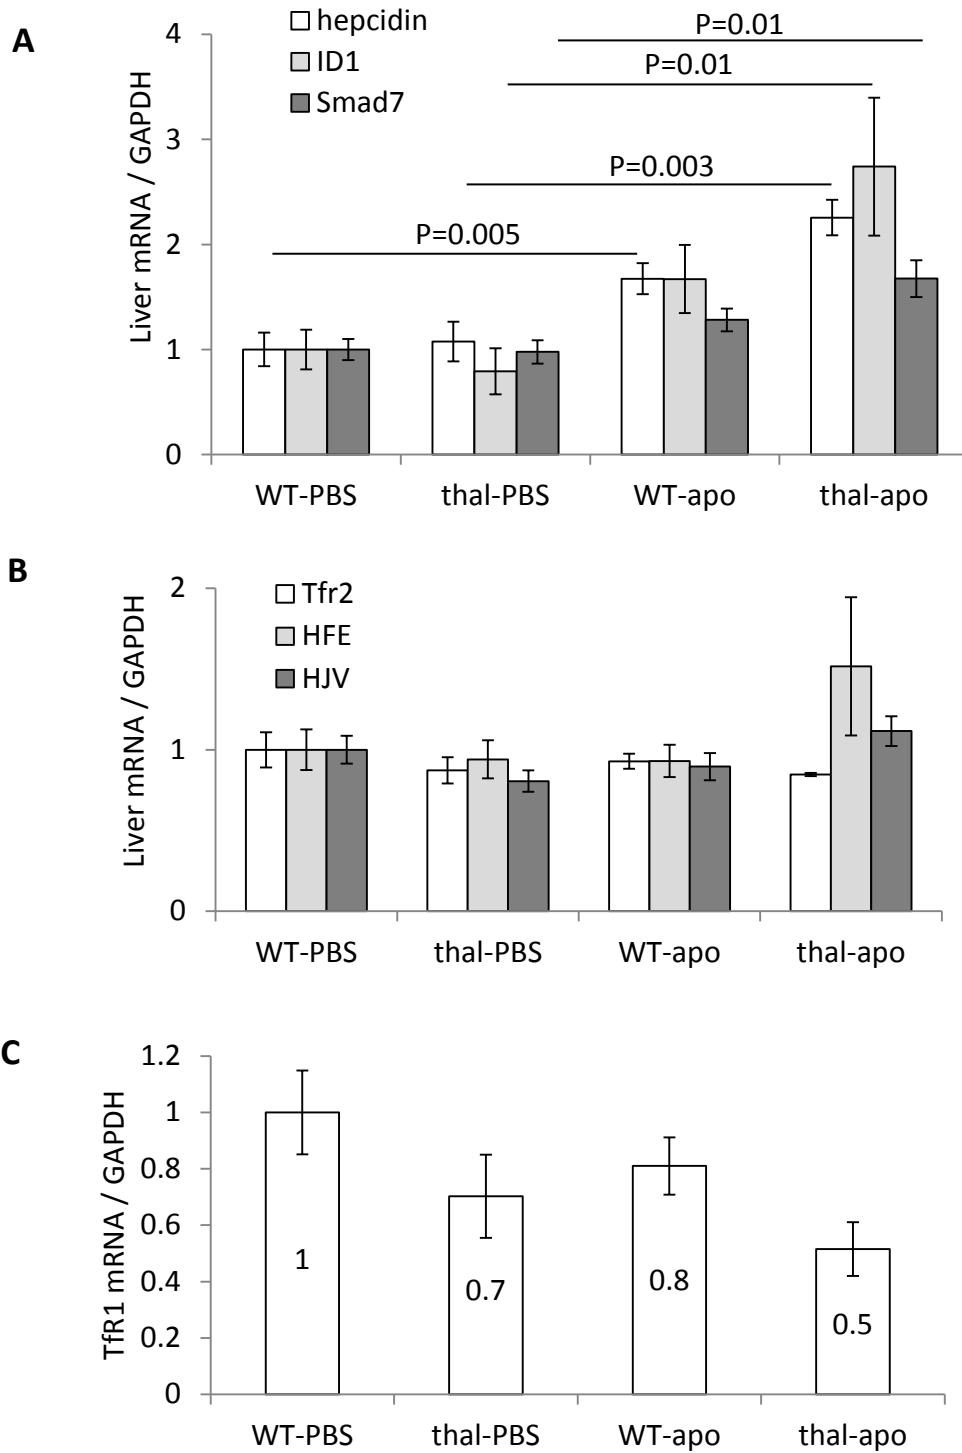 A
hepcidin
ID1
Smad7
P=0.01
P=0.01
P=0.003
P=0.005
Liver mRNA / GAPDH
4
3
2
1
0
WT-PBS thal-PBS WT-apo thal-apo
B
Tfr2
HFE
HJV
Liver mRNA / GAPDH
2
1
0
WT-PBS thal-PBS WT-apo thal-apo
C
TfR1 mRNA / GAPDH
1.2
1
0.8
0.6
0.4
0.2
0
1
0.7
0.8
0.5
WT-PBS thal-PBS WT-apo thal-apo